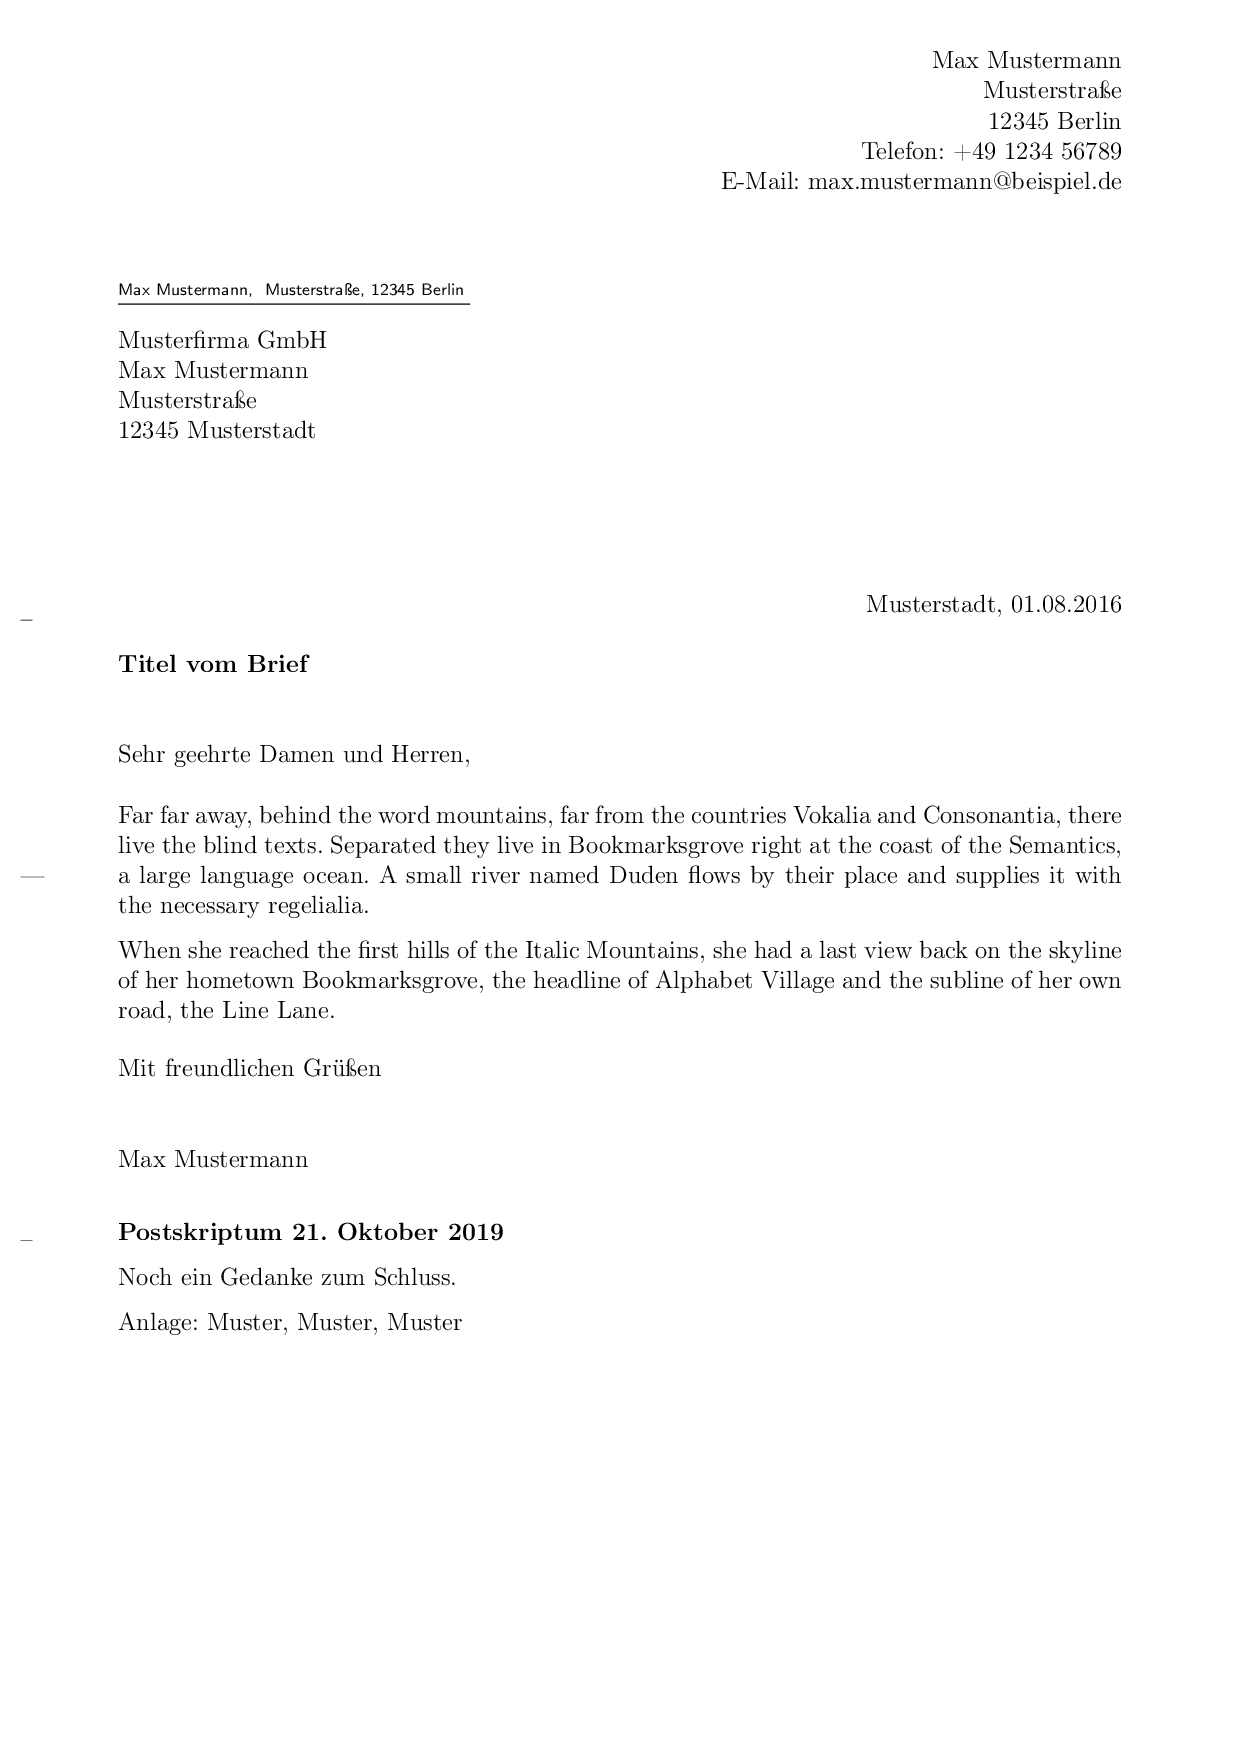 Max Mustermann
Musterstraße
12345 Berlin
Telefon: +49 1234 56789
E-Mail: max.mustermann@beispiel.de
Max Mustermann, Musterstraße, 12345 Berlin
Musterfirma GmbH
Max Mustermann
Musterstraße
12345 Musterstadt
Musterstadt, 01.08.2016
Titel vom Brief
Sehr geehrte Damen und Herren,
Far far away, behind the word mountains, far from the countries Vokalia and Consonantia, there
live the blind texts. Separated they live in Bookmarksgrove right at the coast of the Semantics,
a large language ocean. A small river named Duden flows by their place and supplies it with
the necessary regelialia.
When she reached the first hills of the Italic Mountains, she had a last view back on the skyline
of her hometown Bookmarksgrove, the headline of Alphabet Village and the subline of her own
road, the Line Lane.
Mit freundlichen Grüßen
Max Mustermann
Postskriptum 21. Oktober 2019
Noch ein Gedanke zum Schluss.
Anlage: Muster, Muster, Muster